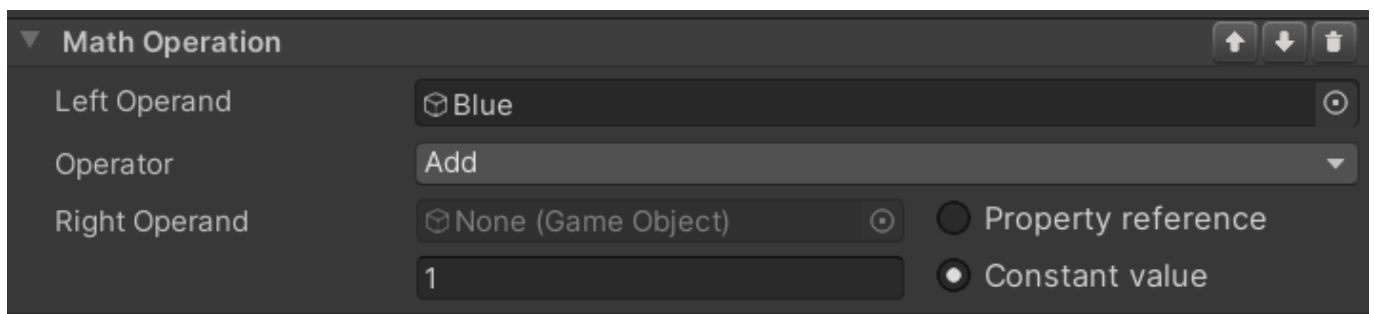 Math Operation
Left Operand Blue
Operator Add
Right Operand None (Game Object) Property reference
1 Constant value